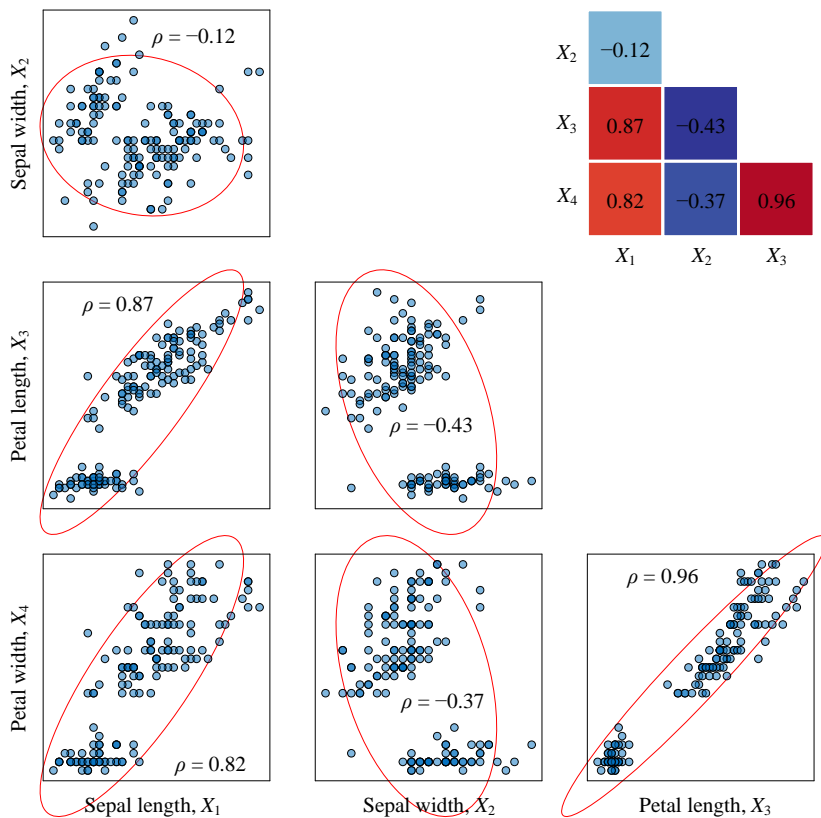 Sepal width, X2
ρ = −0.12
X2
−0.12
X3
0.87
−0.43
X4
0.82
−0.37
0.96
X1
X2
X3
Petal length, X3
ρ = 0.87
ρ = −0.43
Petal width, X4
ρ = 0.82
ρ = −0.37
ρ = 0.96
Sepal length, X1
Sepal width, X2
Petal length, X3